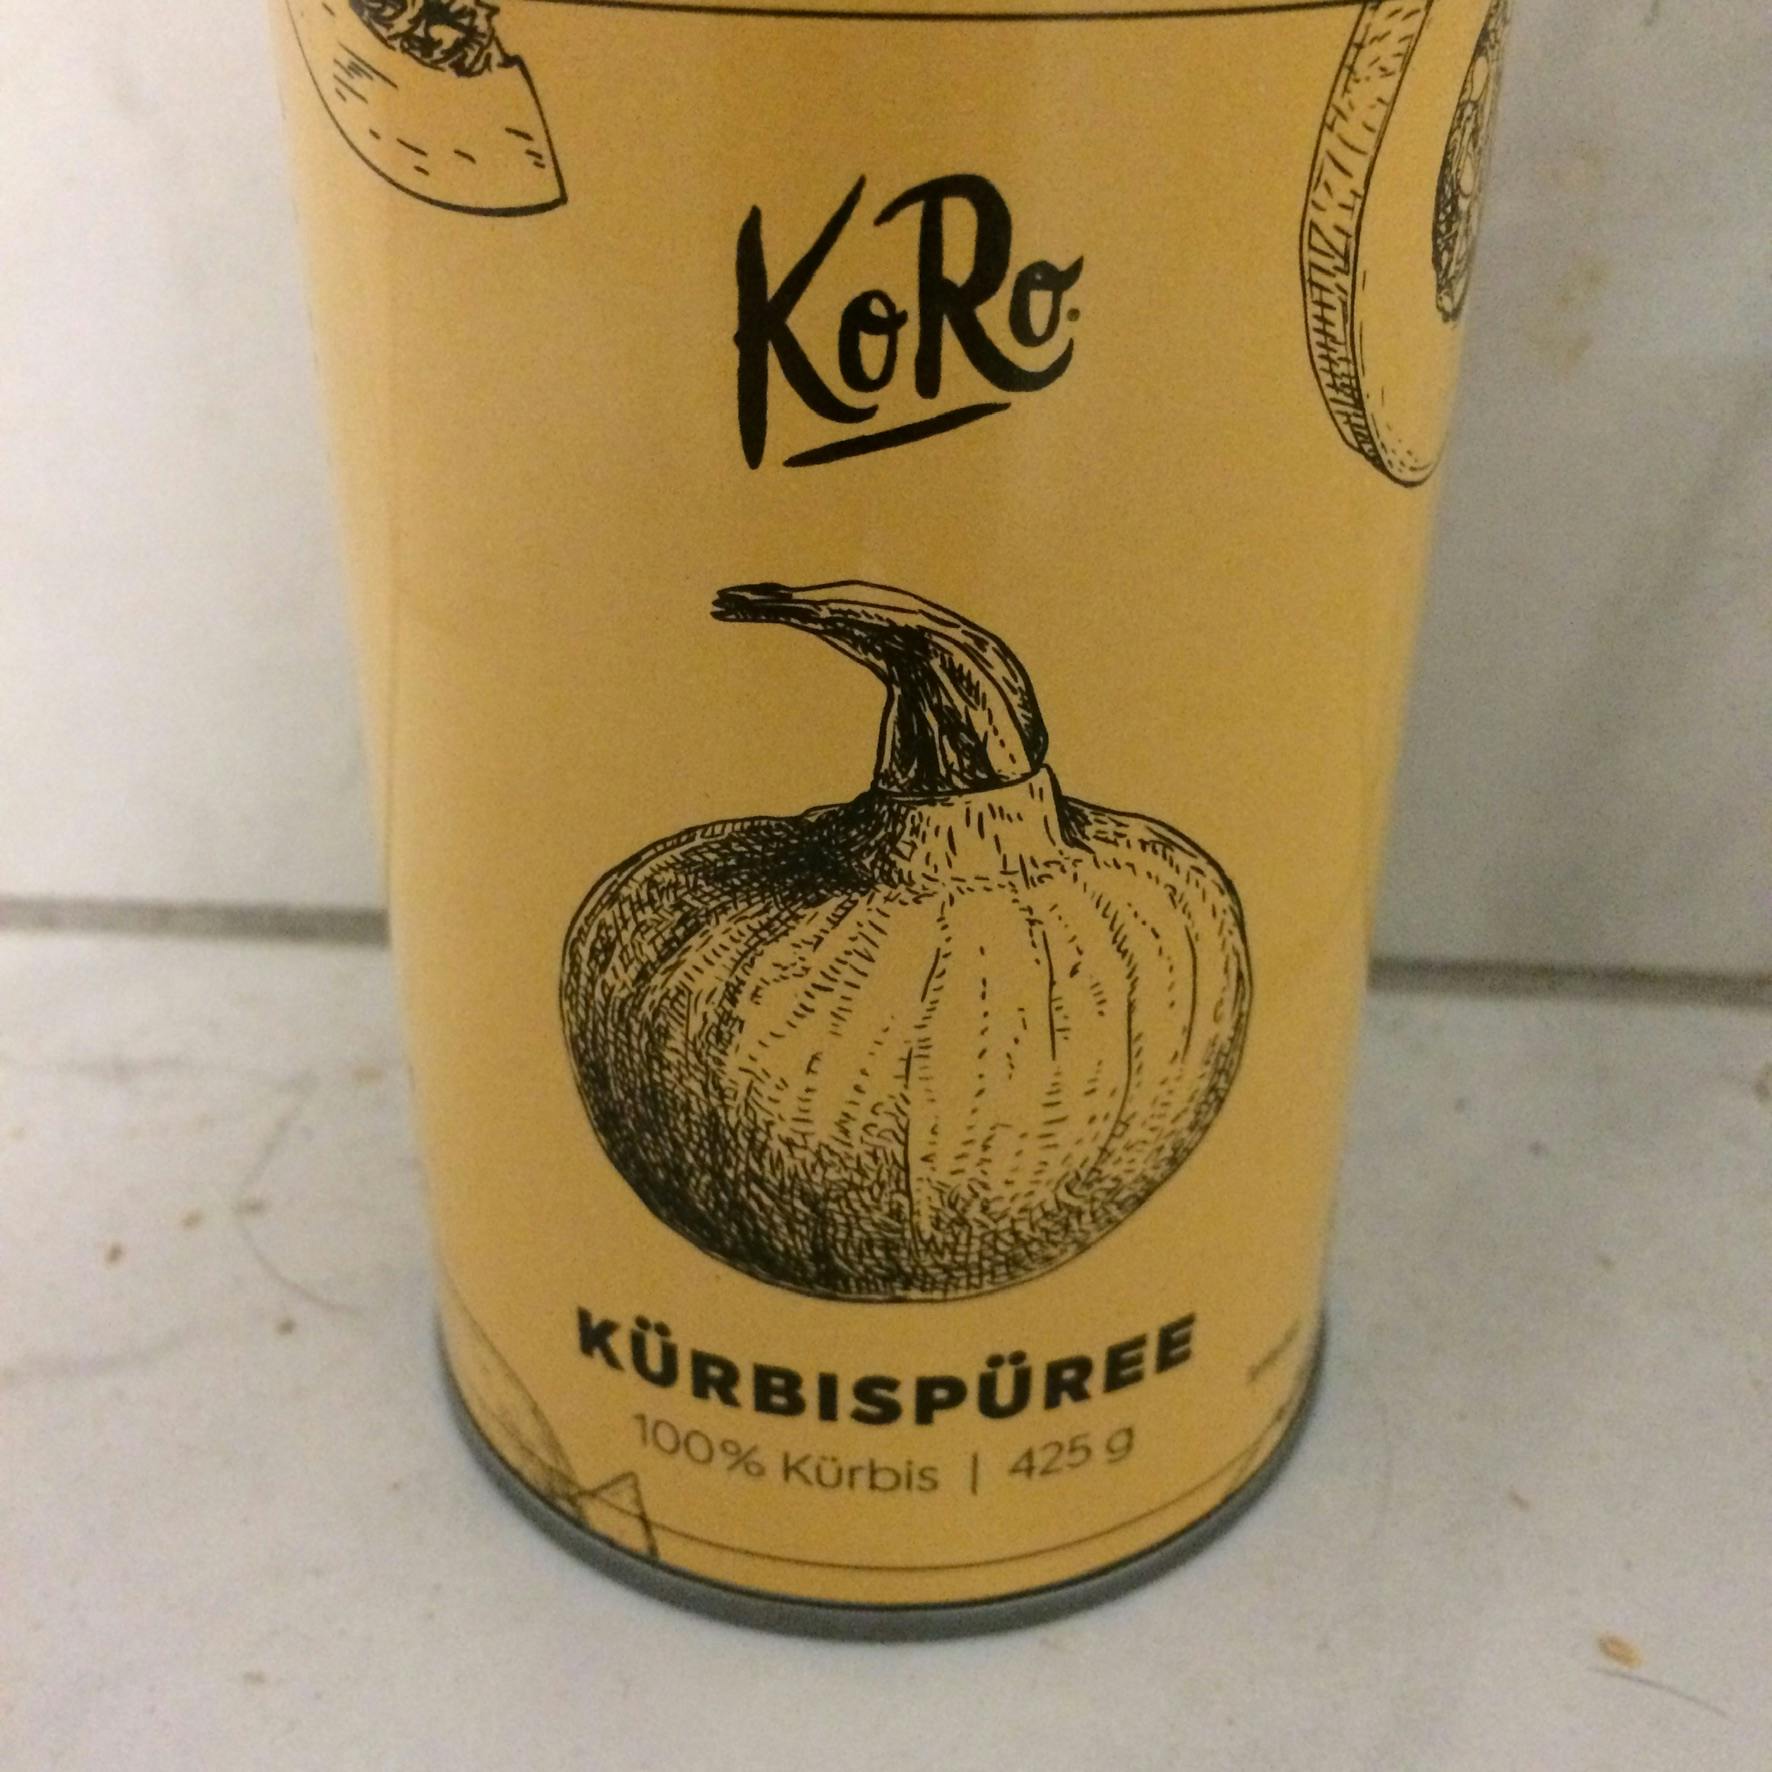 KoRo
KÜRBISPÜREE
100% Kürbis | 425 g